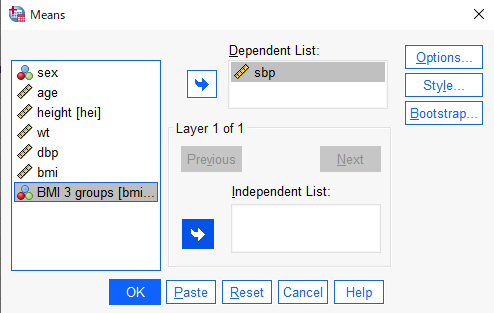 Means
Dependent List:
sex
age
height [hei]
wt
dbp
bmi
BMI 3 groups [bmi...
sbp
Options...
Style...
Bootstrap...
Layer 1 of 1
Previous
Next
Independent List:
OK
Paste
Reset
Cancel
Help